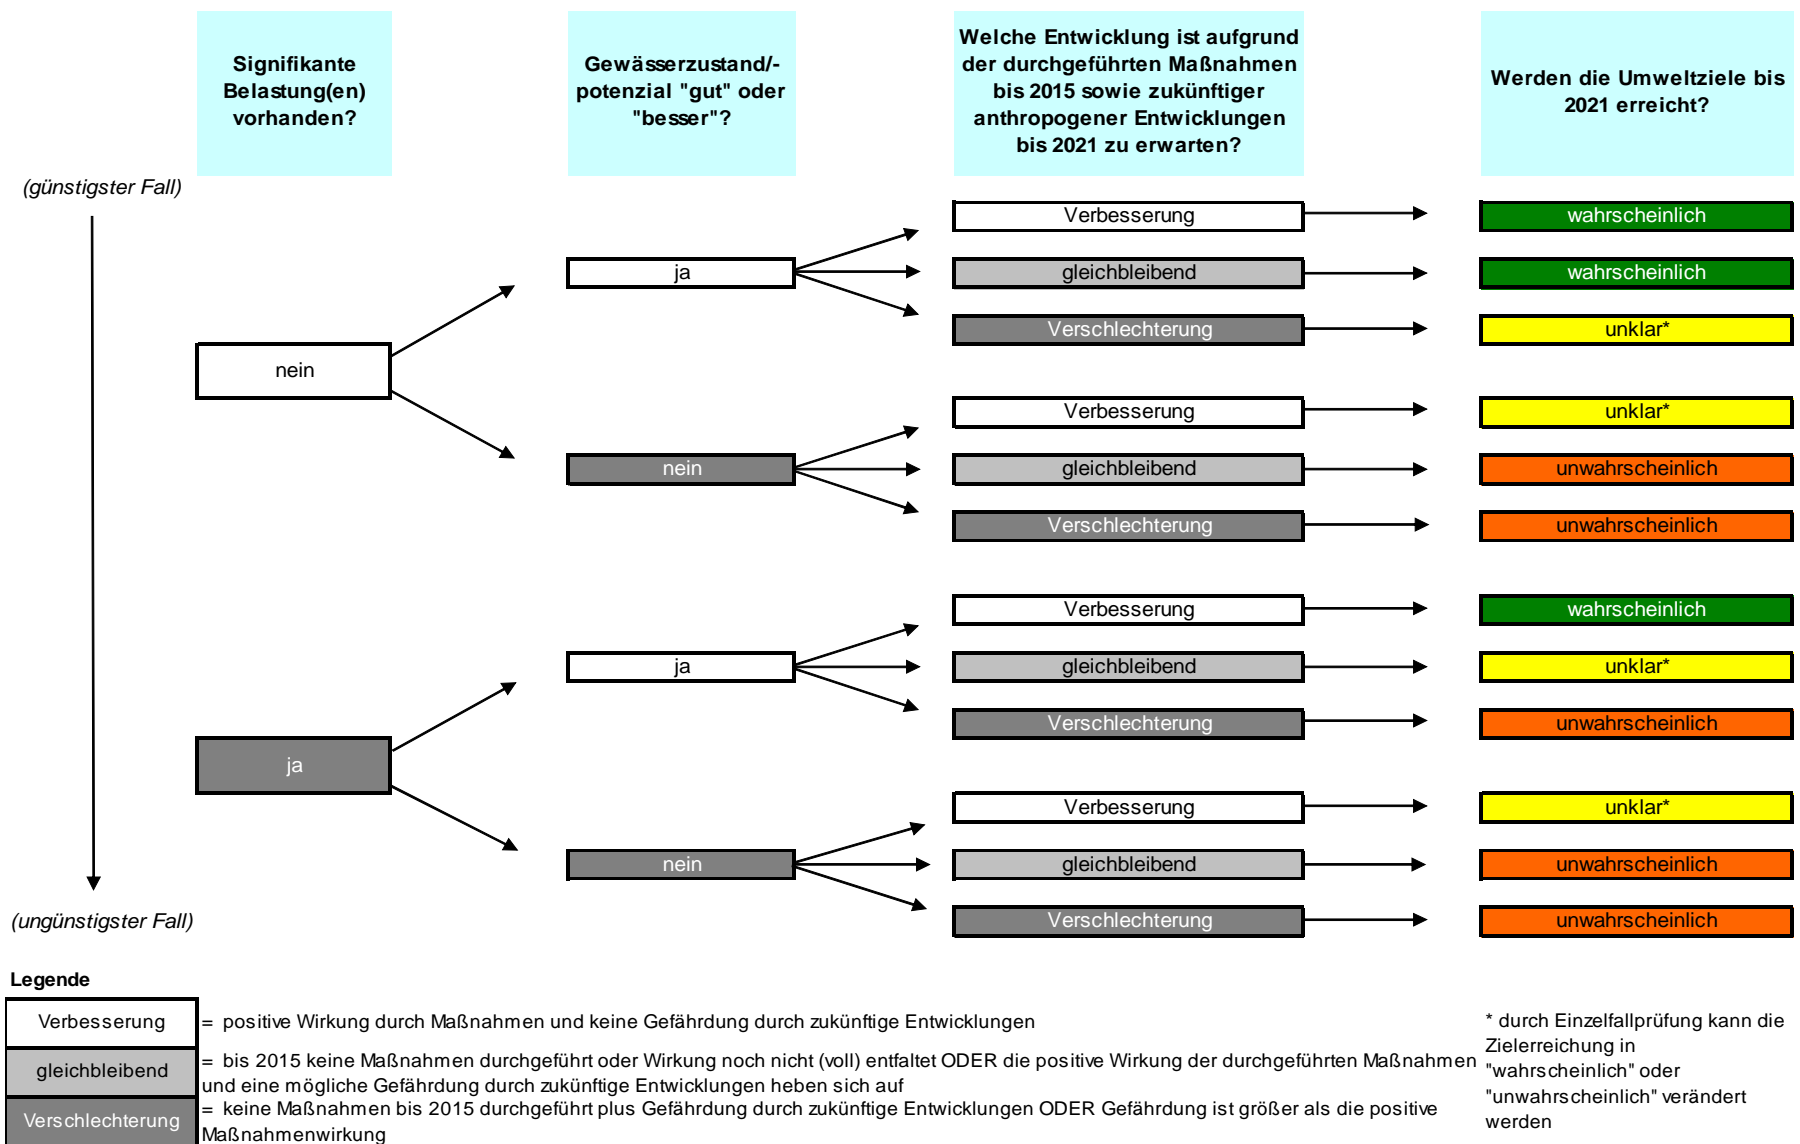 Signifikante
Belastung(en)
vorhanden?
Gewässerzustand/-
potenzial "gut" oder
"besser"?
Welche Entwicklung ist aufgrund
der durchgeführten Maßnahmen
bis 2015 sowie zukünftiger
anthropogener Entwicklungen
bis 2021 zu erwarten?
Werden die Umweltziele bis
2021 erreicht?
(günstigster Fall)
nein
ja
Verbesserung
wahrscheinlich
gleichbleibend
wahrscheinlich
Verschlechterung
unklar*
nein
Verbesserung
unklar*
gleichbleibend
unwahrscheinlich
Verschlechterung
unwahrscheinlich
ja
ja
Verbesserung
wahrscheinlich
gleichbleibend
unklar*
Verschlechterung
unwahrscheinlich
nein
Verbesserung
unklar*
gleichbleibend
unwahrscheinlich
Verschlechterung
unwahrscheinlich
(ungünstigster Fall)
Legende
Verbesserung
= positive Wirkung durch Maßnahmen und keine Gefährdung durch zukünftige Entwicklungen
gleichbleibend
= bis 2015 keine Maßnahmen durchgeführt oder Wirkung noch nicht (voll) entfaltet ODER die positive Wirkung der durchgeführten Maßnahmen
und eine mögliche Gefährdung durch zukünftige Entwicklungen heben sich auf
Verschlechterung
= keine Maßnahmen bis 2015 durchgeführt plus Gefährdung durch zukünftige Entwicklungen ODER Gefährdung ist größer als die positive
Maßnahmenwirkung
* durch Einzelfallprüfung kann die
Zielerreichung in
"wahrscheinlich" oder
"unwahrscheinlich" verändert
werden